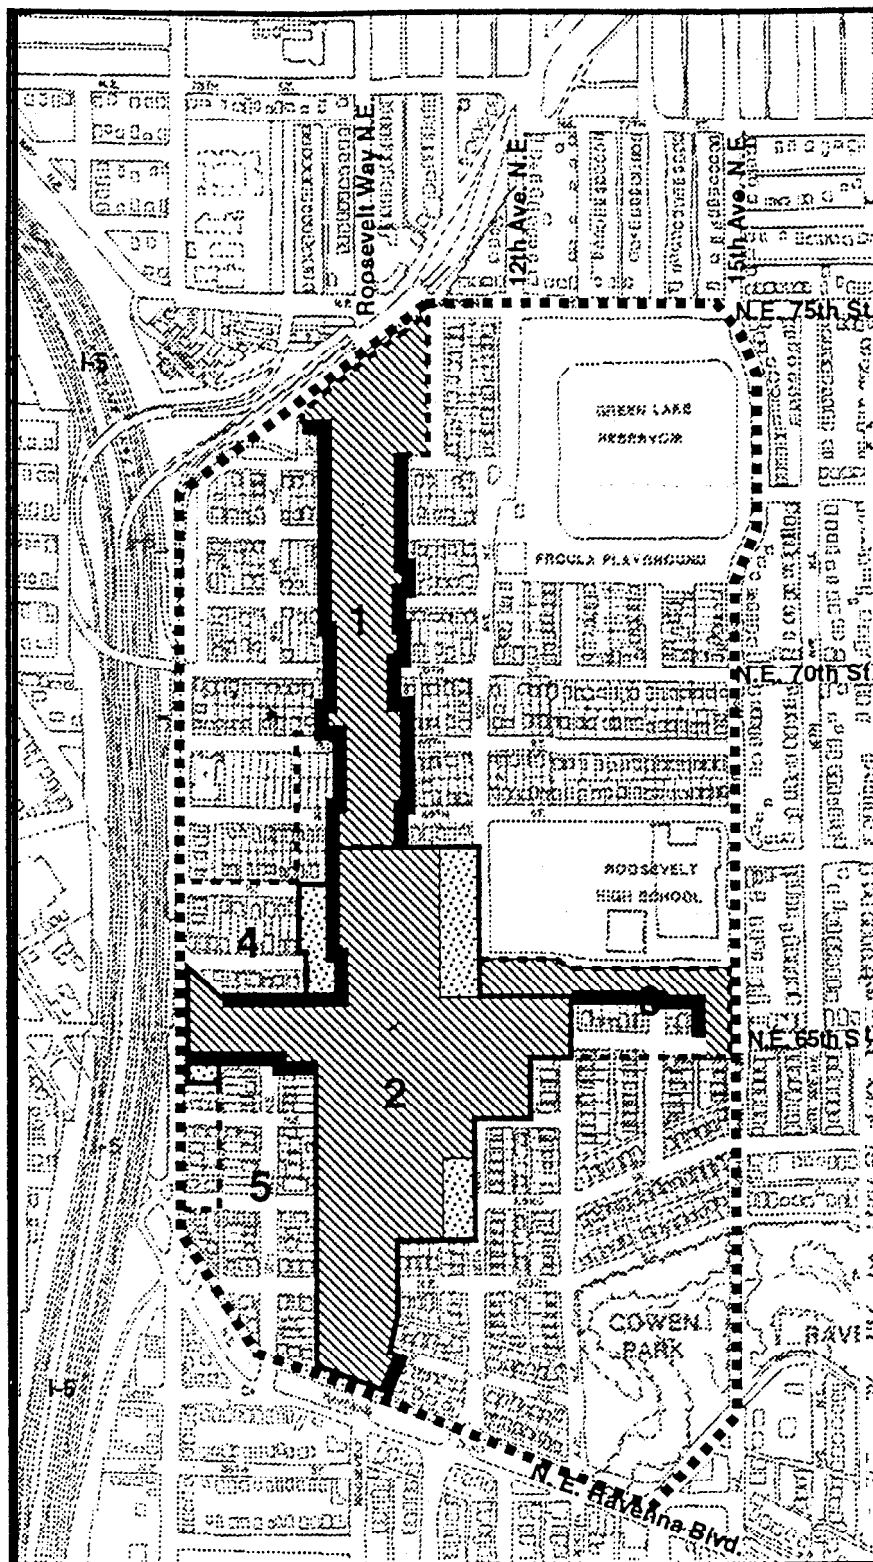 Roosevelt Way N.E.
12th Ave. N.E.
15th Ave. N.E.
N.E. 75th St
I-5
GREEN LAKE
RESERVOIR
FROULA PLAYGROUND
1
N.E. 70th St
ROOSEVELT
HIGH SCHOOL
4
N.E. 65th S
2
5
COWEN
PARK
RAVE
I-5
N. E. Ravenna Blvd.